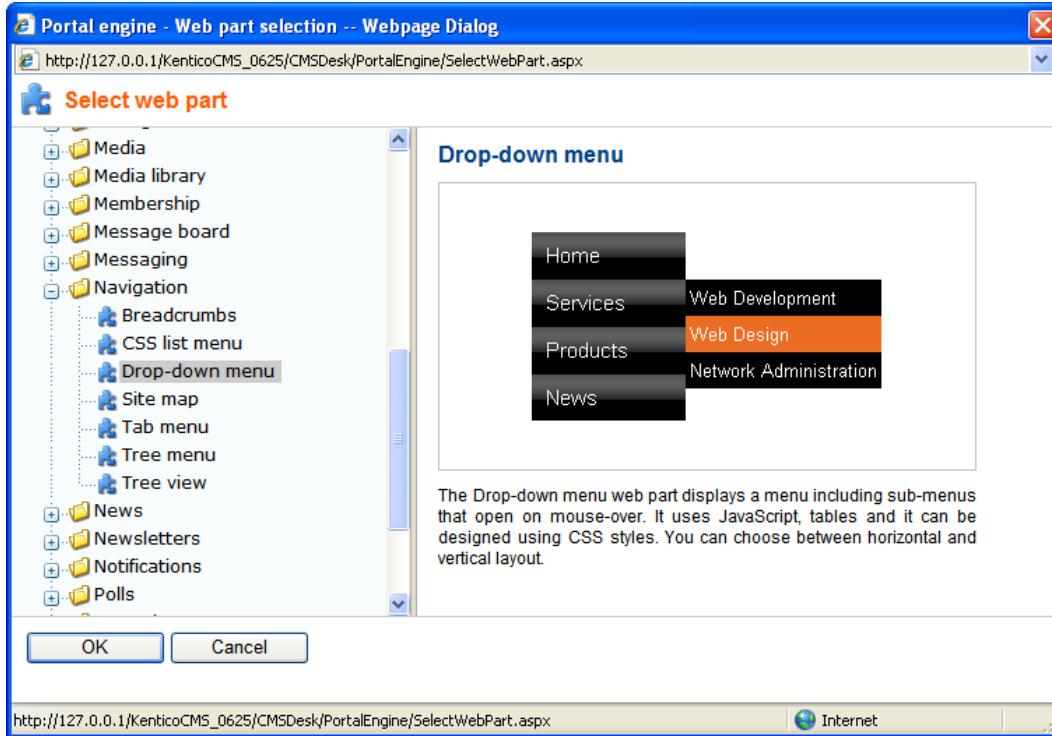 Portal engine - Web part selection -- Webpage Dialog
http://127.0.0.1/KenticoCMS_0625/CMSDesk/PortalEngine/SelectWebPart.aspx
Select web part
Media
Media library
Membership
Message board
Messaging
Navigation
Breadcrumbs
CSS list menu
Drop-down menu
Site map
Tab menu
Tree menu
Tree view
News
Newsletters
Notifications
Polls
Drop-down menu
Home
Services
Products
News
Web Development
Web Design
Network Administration
The Drop-down menu web part displays a menu including sub-menus
that open on mouse-over. It uses JavaScript, tables and it can be
designed using CSS styles. You can choose between horizontal and
vertical layout.
OK
Cancel
http://127.0.0.1/KenticoCMS_0625/CMSDesk/PortalEngine/SelectWebPart.aspx
Internet